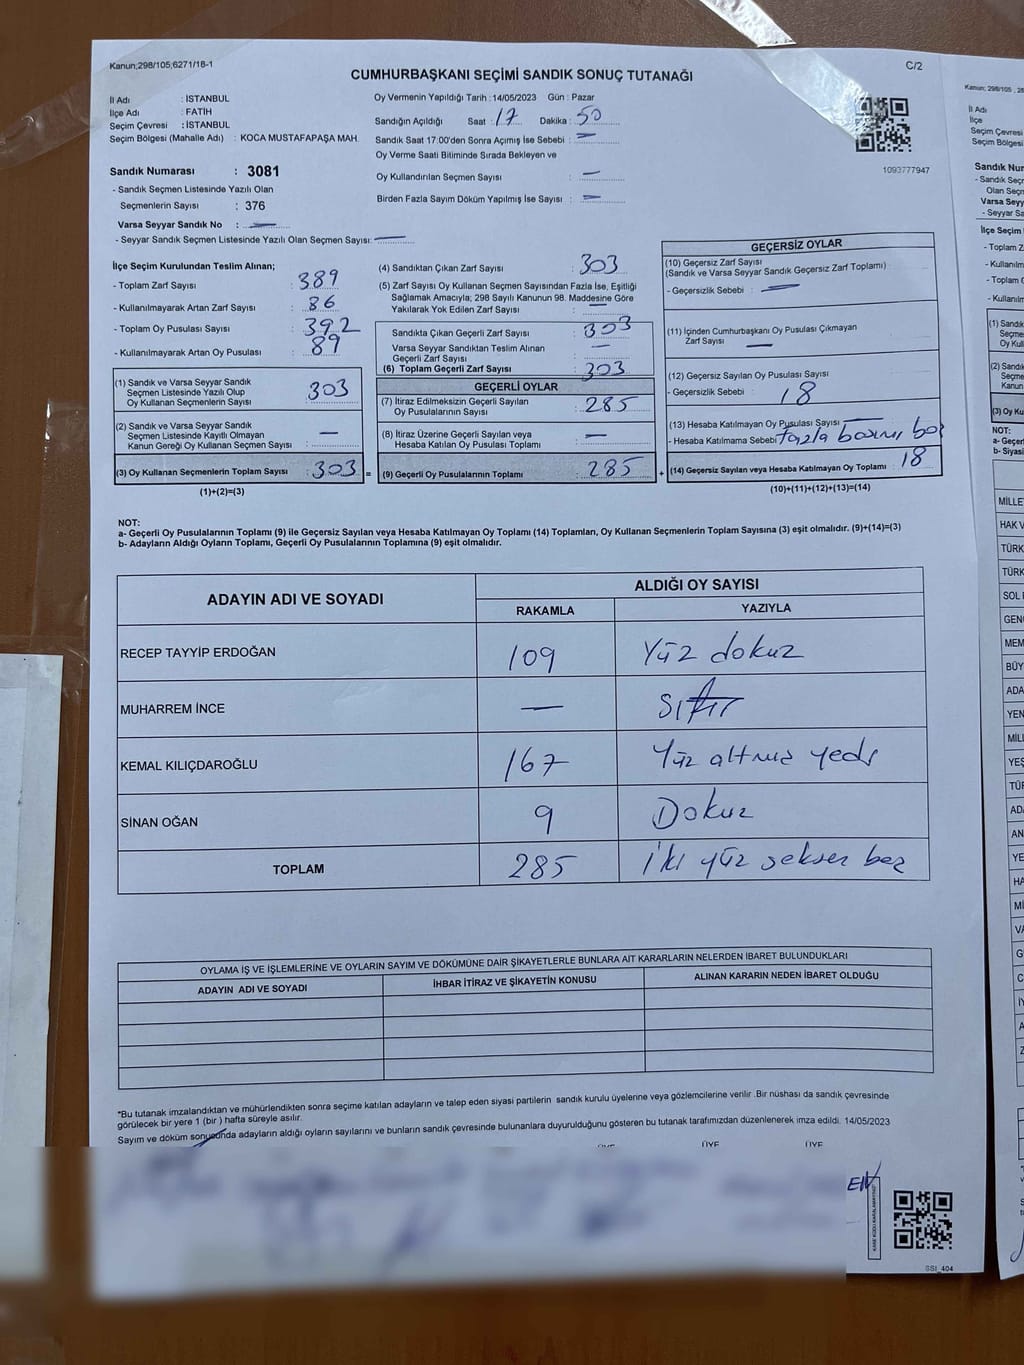 Kanun;298/105;6271/18-1
C/2
CUMHURBAŞKANI SEÇİMİ SANDIK SONUÇ TUTANAĞI
İl Adı : İSTANBUL
İlçe Adı : FATİH
Seçim Çevresi : İSTANBUL
Seçim Bölgesi (Mahalle Adı) : KOCA MUSTAFAPAŞA MAH.
Sandık Numarası : 3081
- Sandık Seçmen Listesinde Yazılı Olan
Seçmenlerin Sayısı : 376
Varsa Seyyar Sandık No : —
- Seyyar Sandık Seçmen Listesinde Yazılı Olan Seçmen Sayısı: —
Oy Vermenin Yapıldığı Tarih : 14/05/2023 Gün : Pazar
Sandığın Açıldığı Saat : 17 Dakika : 50
Sandık Saat 17:00'den Sonra Açımış İse Sebebi : —
Oy Verme Saati Bitiminde Sırada Bekleyen ve
Oy Kullandırılan Seçmen Sayısı : —
Birden Fazla Sayım Döküm Yapılmış İse Sayısı : —
1093777947
İlçe Seçim Kurulundan Teslim Alınan;
- Toplam Zarf Sayısı : 389
- Kullanılmayarak Artan Zarf Sayısı : 86
- Toplam Oy Pusulası Sayısı : 392
- Kullanılmayarak Artan Oy Pusulası : 89
(1) Sandık ve Varsa Seyyar Sandık
Seçmen Listesinde Yazılı Olup
Oy Kullanan Seçmenlerin Sayısı : 303
(2) Sandık ve Varsa Seyyar Sandık
Seçmen Listesinde Kayıtlı Olmayan
Kanun Gereği Oy Kullanan Seçmen Sayısı : —
(3) Oy Kullanan Seçmenlerin Toplam Sayısı : 303 =
(1)+(2)=(3)
(4) Sandıktan Çıkan Zarf Sayısı : 303
(5) Zarf Sayısı Oy Kullanan Seçmen Sayısından Fazla İse, Eşitliği
Sağlamak Amacıyla; 298 Sayılı Kanunun 98. Maddesine Göre
Yakılarak Yok Edilen Zarf Sayısı : —
Sandıkta Çıkan Geçerli Zarf Sayısı : 303
Varsa Seyyar Sandıktan Teslim Alınan
Geçerli Zarf Sayısı : —
(6) Toplam Geçerli Zarf Sayısı : 303
GEÇERLİ OYLAR
(7) İtiraz Edilmeksizin Geçerli Sayılan
Oy Pusulalarının Sayısı : 285
(8) İtiraz Üzerine Geçerli Sayılan veya
Hesaba Katılan Oy Pusulası Toplamı : —
(9) Geçerli Oy Pusulalarının Toplamı : 285 +
GEÇERSİZ OYLAR
(10) Geçersiz Zarf Sayısı
(Sandık ve Varsa Seyyar Sandık Geçersiz Zarf Toplamı)
- Geçersizlik Sebebi : —
(11) İçinden Cumhurbaşkanı Oy Pusulası Çıkmayan
Zarf Sayısı : —
(12) Geçersiz Sayılan Oy Pusulası Sayısı
- Geçersizlik Sebebi : 18
(13) Hesaba Katılmayan Oy Pusulası Sayısı —
- Hesaba Katılmama Sebebi : fazla
(14) Geçersiz Sayılan veya Hesaba Katılmayan Oy Toplamı : 18
(10)+(11)+(12)+(13)=(14)
NOT:
a- Geçerli Oy Pusulalarının Toplamı (9) ile Geçersiz Sayılan veya Hesaba Katılmayan Oy Toplamı (14) Toplamları, Oy Kullanan Seçmenlerin Toplam Sayısına (3) eşit olmalıdır. (9)+(14)=(3)
b- Adayların Aldığı Oyların Toplamı, Geçerli Oy Pusulalarının Toplamına (9) eşit olmalıdır.
ADAYIN ADI VE SOYADI ALDIĞI OY SAYISI
RAKAMLA YAZIYLA
RECEP TAYYİP ERDOĞAN 109 Yüz dokuz
MUHARREM İNCE — sıfır
KEMAL KILIÇDAROĞLU 167 Yüz altmış yedi
SİNAN OĞAN 9 Dokuz
TOPLAM 285 İki yüz seksen beş
OYLAMA İŞ VE İŞLEMLERİNE VE OYLARIN SAYIM VE DÖKÜMÜNE DAİR ŞİKAYETLERLE BUNLARA AİT KARARLARIN NELERDEN İBARET BULUNDUKLARI
ADAYIN ADI VE SOYADI İHBAR İTİRAZ VE ŞİKAYETİN KONUSU ALINAN KARARIN NEDEN İBARET OLDUĞU
*Bu tutanak imzalandıktan ve mühürlendikten sonra seçime katılan adayların ve talep eden siyasi partilerin sandık kurulu üyelerine veya gözlemcilerine verilir .Bir nüshası da sandık çevresinde
görülecek bir yere 1 (bir ) hafta süreyle asılır.
Sayım ve döküm sonucunda adayların aldığı oyların sayılarını ve bunların sandık çevresinde bulunanlara duyurulduğunu gösteren bu tutanak tarafımızdan düzenlenerek imza edildi. 14/05/2023
ÜYE ÜYE ÜYE
SSI_404
Kanun; 298/105
İl Adı
İlçe
Seçim Çevresi
Seçim Bölgesi
Varsa Seyy
- Seyyar
İlçe Seçim
NOT: